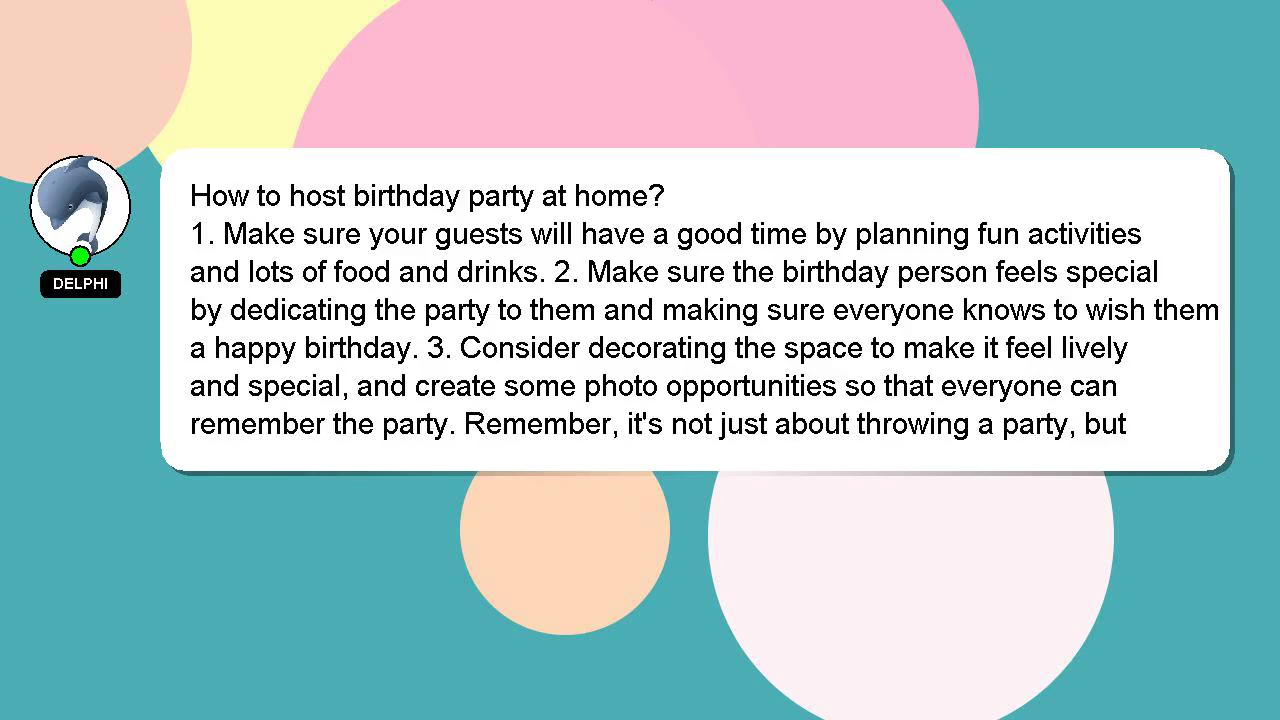 How to host birthday party at home?
1. Make sure your guests will have a good time by planning fun activities
and lots of food and drinks. 2. Make sure the birthday person feels special
by dedicating the party to them and making sure everyone knows to wish them
a happy birthday. 3. Consider decorating the space to make it feel lively
and special, and create some photo opportunities so that everyone can
remember the party. Remember, it's not just about throwing a party, but
DELPHI